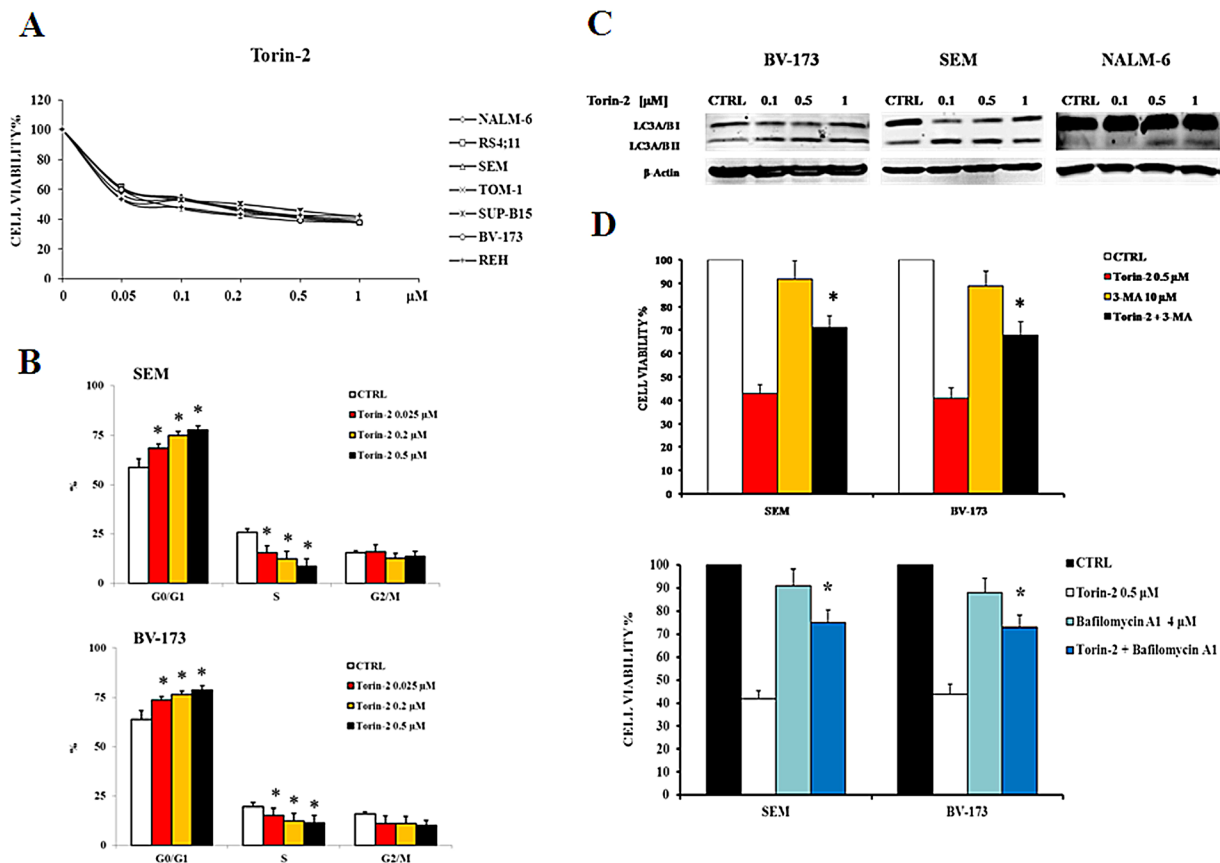 A
Torin-2
CELL VIABILITY%
120
100
80
60
40
20
0
0
0.05
0.1
0.2
0.5
1
µM
NALM-6
RS4;11
SEM
TOM-1
SUP-B15
BV-173
REH
B
SEM
%
100
75
50
25
0
G0/G1
S
G2/M
* * *
* * *
CTRL
Torin-2 0.025 µM
Torin-2 0.2 µM
Torin-2 0.5 µM
BV-173
%
100
75
50
25
0
G0/G1
S
G2/M
* * *
* * *
CTRL
Torin-2 0.025 µM
Torin-2 0.2 µM
Torin-2 0.5 µM
C
BV-173 SEM NALM-6
Torin-2 [µM] CTRL 0.1 0.5 1 CTRL 0.1 0.5 1 CTRL 0.1 0.5 1
LC3A/B I
LC3A/B II
β-Actin
D
CELL VIABILITY %
100
90
80
70
60
50
40
30
20
10
0
* *
SEM
BV-173
CTRL
Torin-2 0.5 µM
3-MA 10 µM
Torin-2 + 3-MA
CELL VIABILITY %
100
90
80
70
60
50
40
30
20
10
0
* *
SEM
BV-173
CTRL
Torin-2 0.5 µM
Bafilomycin A1 4 µM
Torin-2 + Bafilomycin A1